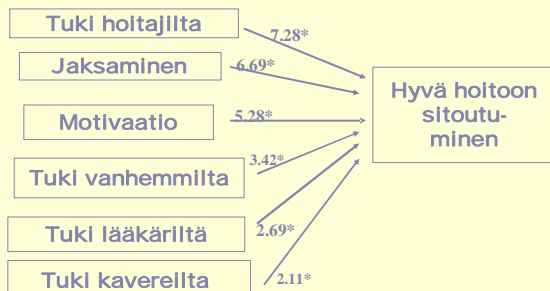 Tuki hoitajilta
7.28*
Jaksaminen
6.69*
Hyvä hoitoon
sitoutu-
minen
Motivaatio
5.28*
Tuki vanhemmilta
3.42*
Tuki lääkäriltä
2.69*
Tuki kavereilta
2.11*